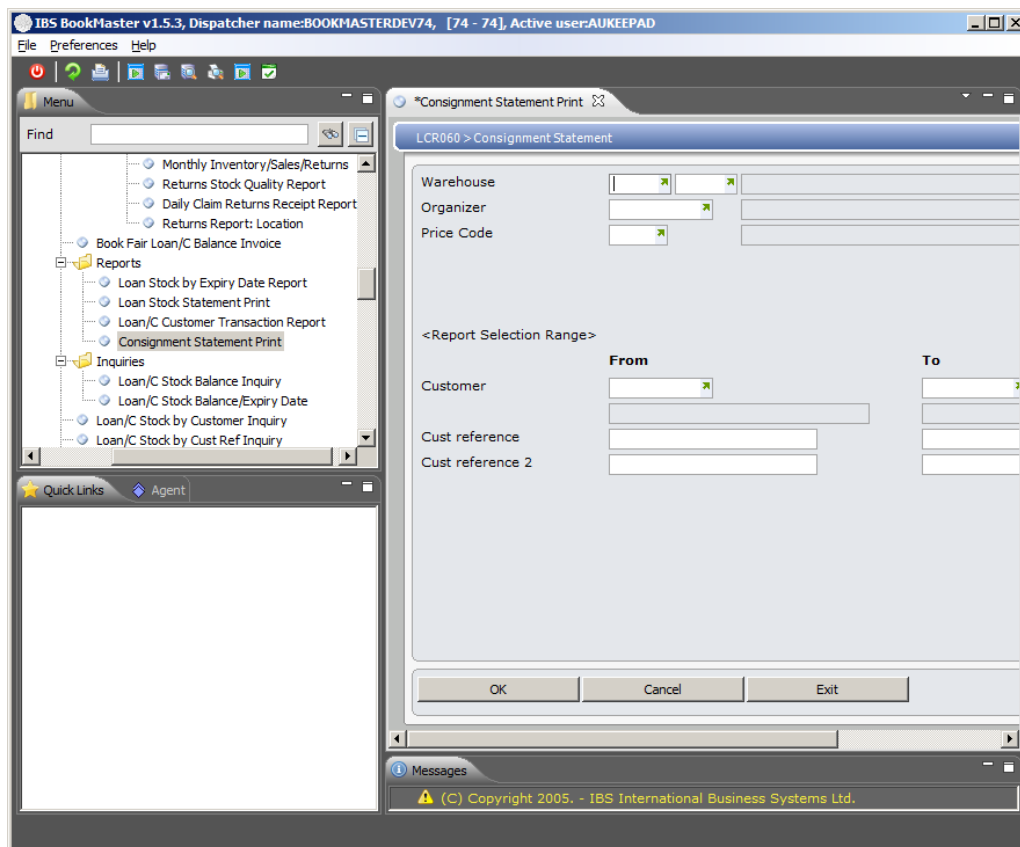 IBS BookMaster v1.5.3, Dispatcher name:BOOKMASTERDEV74, [74 - 74], Active user:AUKEEPAD
File Preferences Help
Menu
Find
Monthly Inventory/Sales/Returns
Returns Stock Quality Report
Daily Claim Returns Receipt Report
Returns Report: Location
Book Fair Loan/C Balance Invoice
Reports
Loan Stock by Expiry Date Report
Loan Stock Statement Print
Loan/C Customer Transaction Report
Consignment Statement Print
Inquiries
Loan/C Stock Balance Inquiry
Loan/C Stock Balance/Expiry Date
Loan/C Stock by Customer Inquiry
Loan/C Stock by Cust Ref Inquiry
Quick Links Agent
*Consignment Statement Print
LCR060 > Consignment Statement
Warehouse
Organizer
Price Code
<Report Selection Range>
From To
Customer
Cust reference
Cust reference 2
OK Cancel Exit
Messages
(C) Copyright 2005. - IBS International Business Systems Ltd.